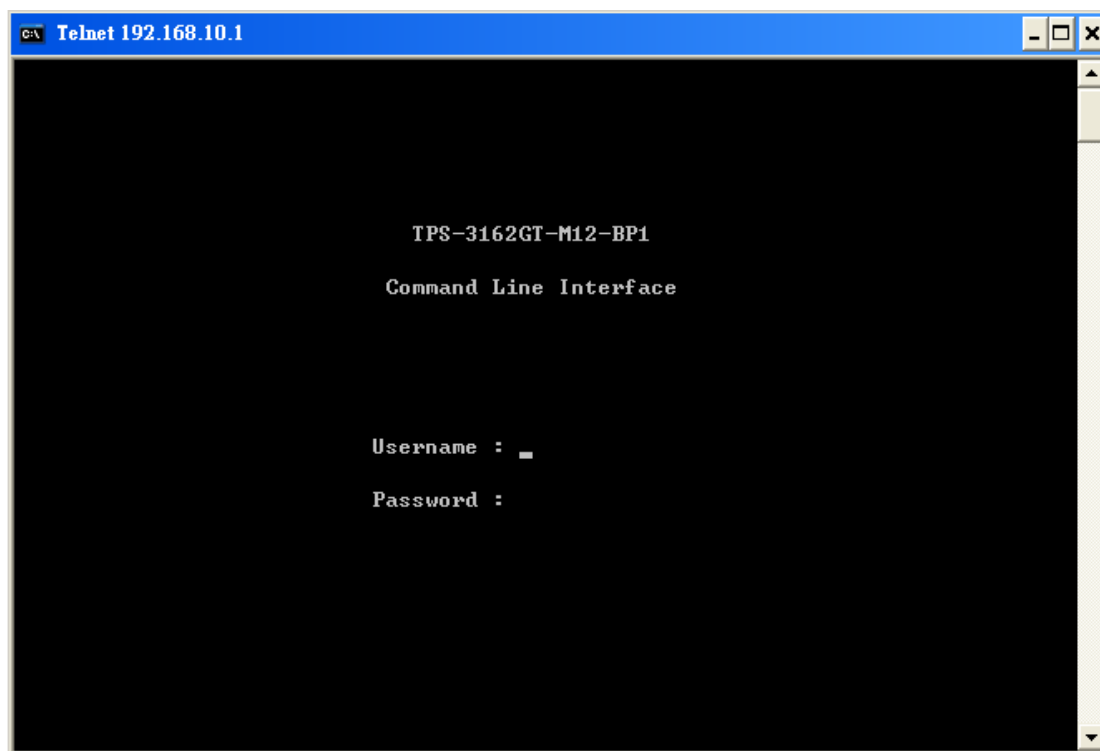 Telnet 192.168.10.1
TPS-3162GT-M12-BP1
Command Line Interface
Username : _
Password :